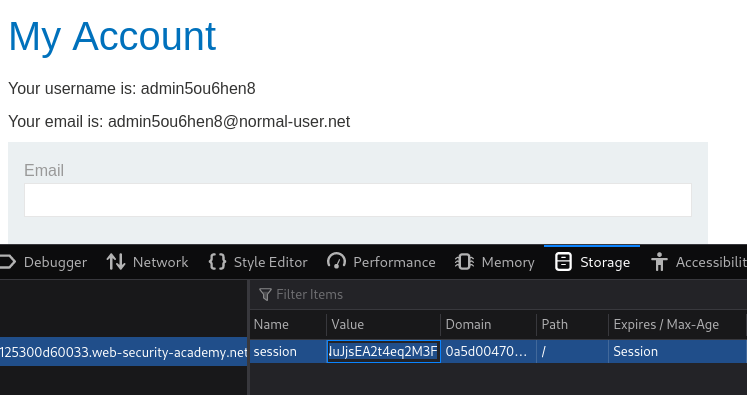 My Account
Your username is: admin5ou6hen8
Your email is: admin5ou6hen8@normal-user.net
Email
Debugger Network Style Editor Performance Memory Storage Accessibilit
Filter Items
Name Value Domain Path Expires / Max-Age
125300d60033.web-security-academy.net session uJjsEA2t4eq2M3F 0a5d00470... / Session